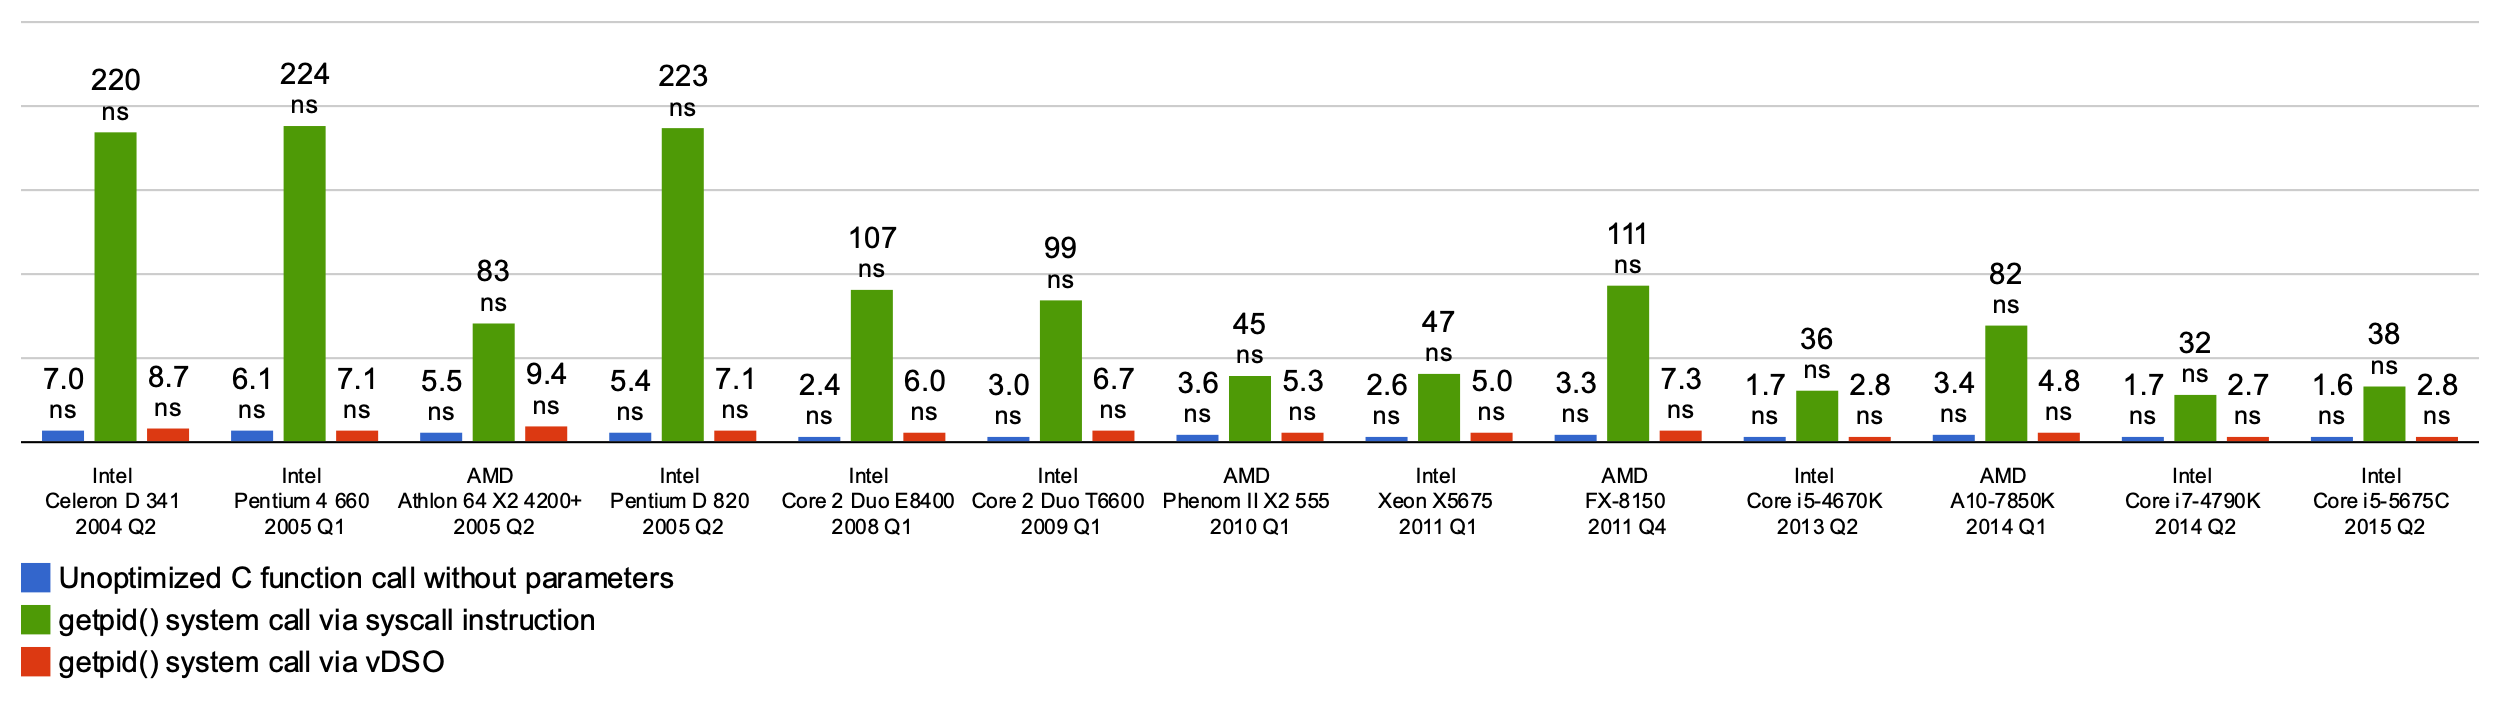 220
ns
224
ns
223
ns
83
ns
107
ns
99
ns
45
ns
47
ns
111
ns
36
ns
82
ns
32
ns
38
ns
7.0
ns
8.7
ns
6.1
ns
7.1
ns
5.5
ns
9.4
ns
5.4
ns
7.1
ns
2.4
ns
6.0
ns
3.0
ns
6.7
ns
3.6
ns
5.3
ns
2.6
ns
5.0
ns
3.3
ns
7.3
ns
1.7
ns
2.8
ns
3.4
ns
4.8
ns
1.7
ns
2.7
ns
1.6
ns
2.8
ns
Intel
Celeron D 341
2004 Q2
Intel
Pentium 4 660
2005 Q1
AMD
Athlon 64 X2 4200+
2005 Q2
Intel
Pentium D 820
2005 Q2
Intel
Core 2 Duo E8400
2008 Q1
Intel
Core 2 Duo T6600
2009 Q1
AMD
Phenom II X2 555
2010 Q1
Intel
Xeon X5675
2011 Q1
AMD
FX-8150
2011 Q4
Intel
Core i5-4670K
2013 Q2
AMD
A10-7850K
2014 Q1
Intel
Core i7-4790K
2014 Q2
Intel
Core i5-5675C
2015 Q2
Unoptimized C function call without parameters
getpid() system call via syscall instruction
getpid() system call via vDSO